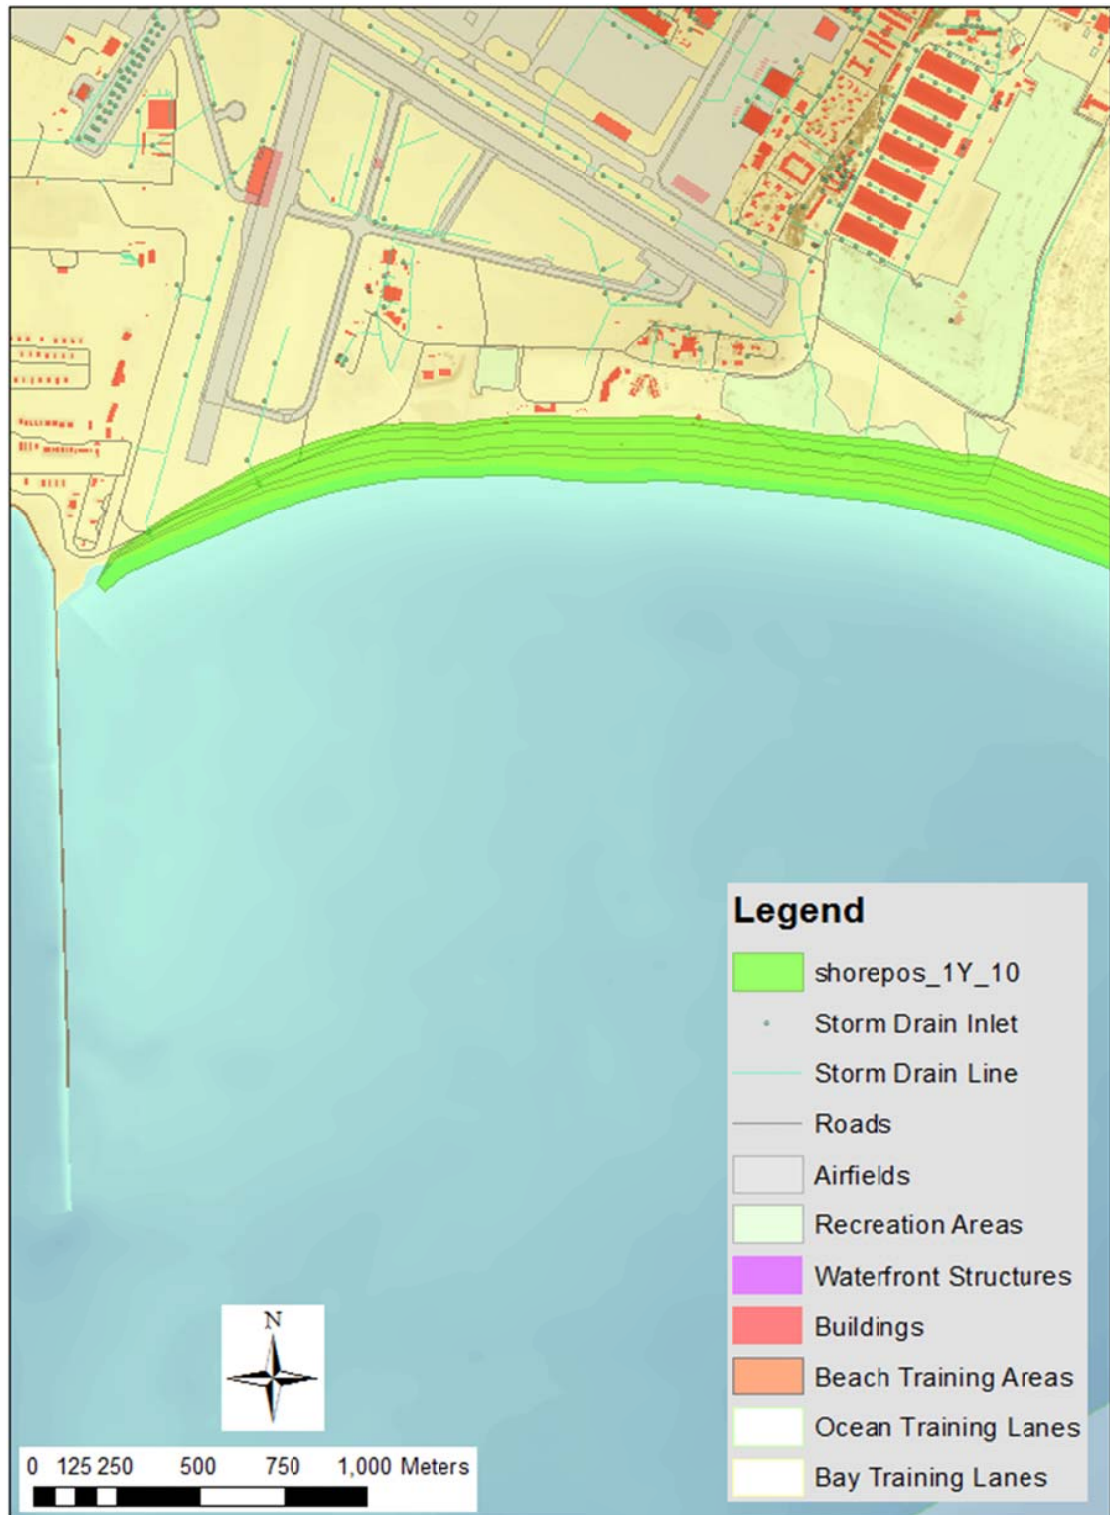 Legend
shorepos_1Y_10
Storm Drain Inlet
Storm Drain Line
Roads
Airfields
Recreation Areas
Waterfront Structures
Buildings
Beach Training Areas
Ocean Training Lanes
Bay Training Lanes
N
0 125 250 500 750 1,000 Meters